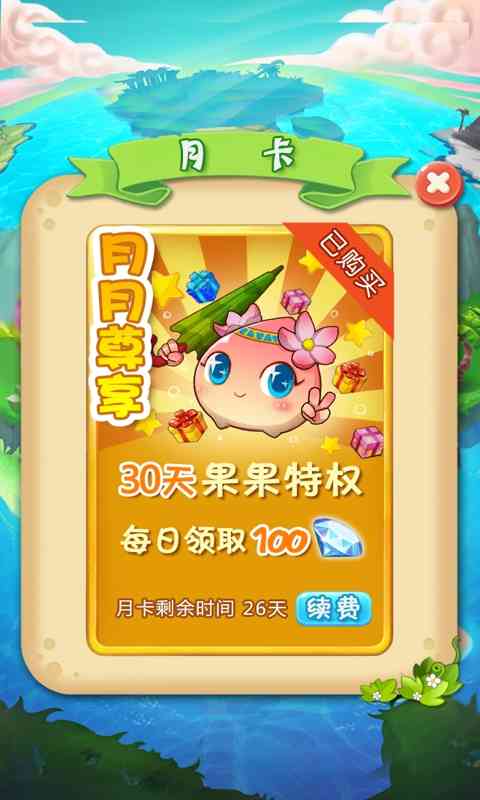 月 卡
已购买
月月尊享
30天果果特权
每日领取100
月卡剩余时间 26天
续费